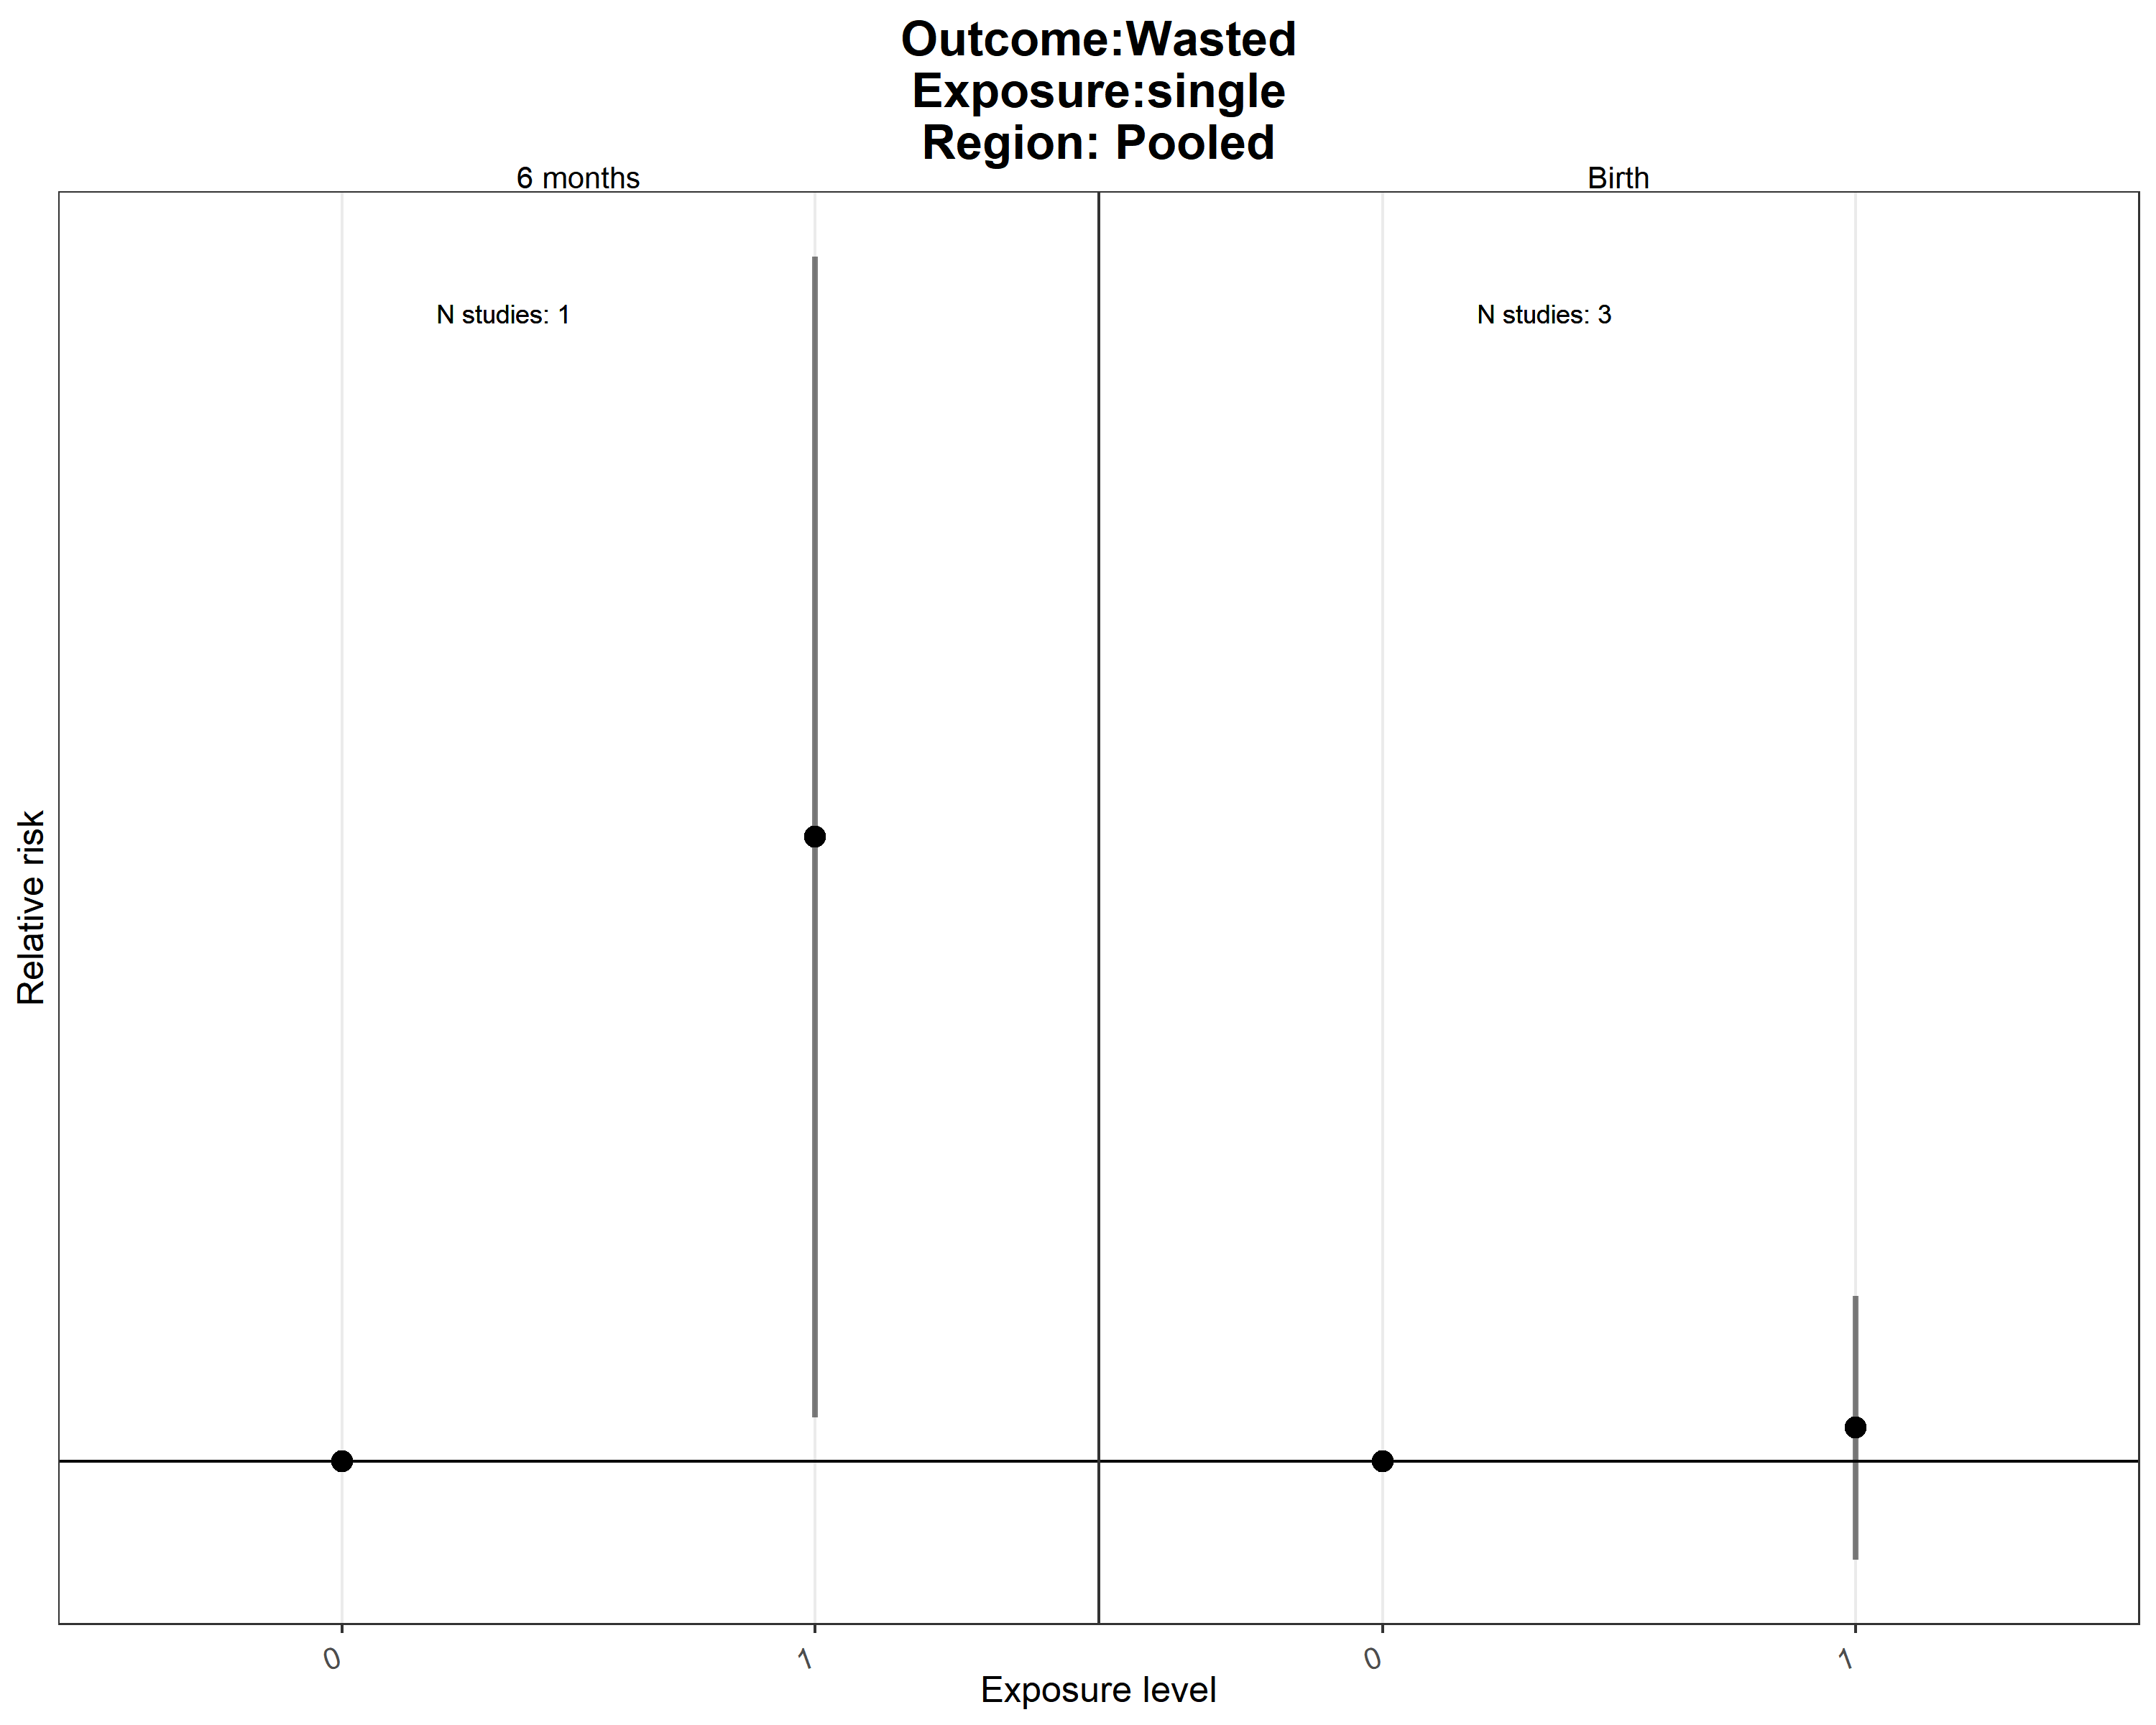 Outcome:Wasted
Exposure:single
Region: Pooled
6 months
Birth
N studies: 1
N studies: 3
Relative risk
0
1
0
1
Exposure level